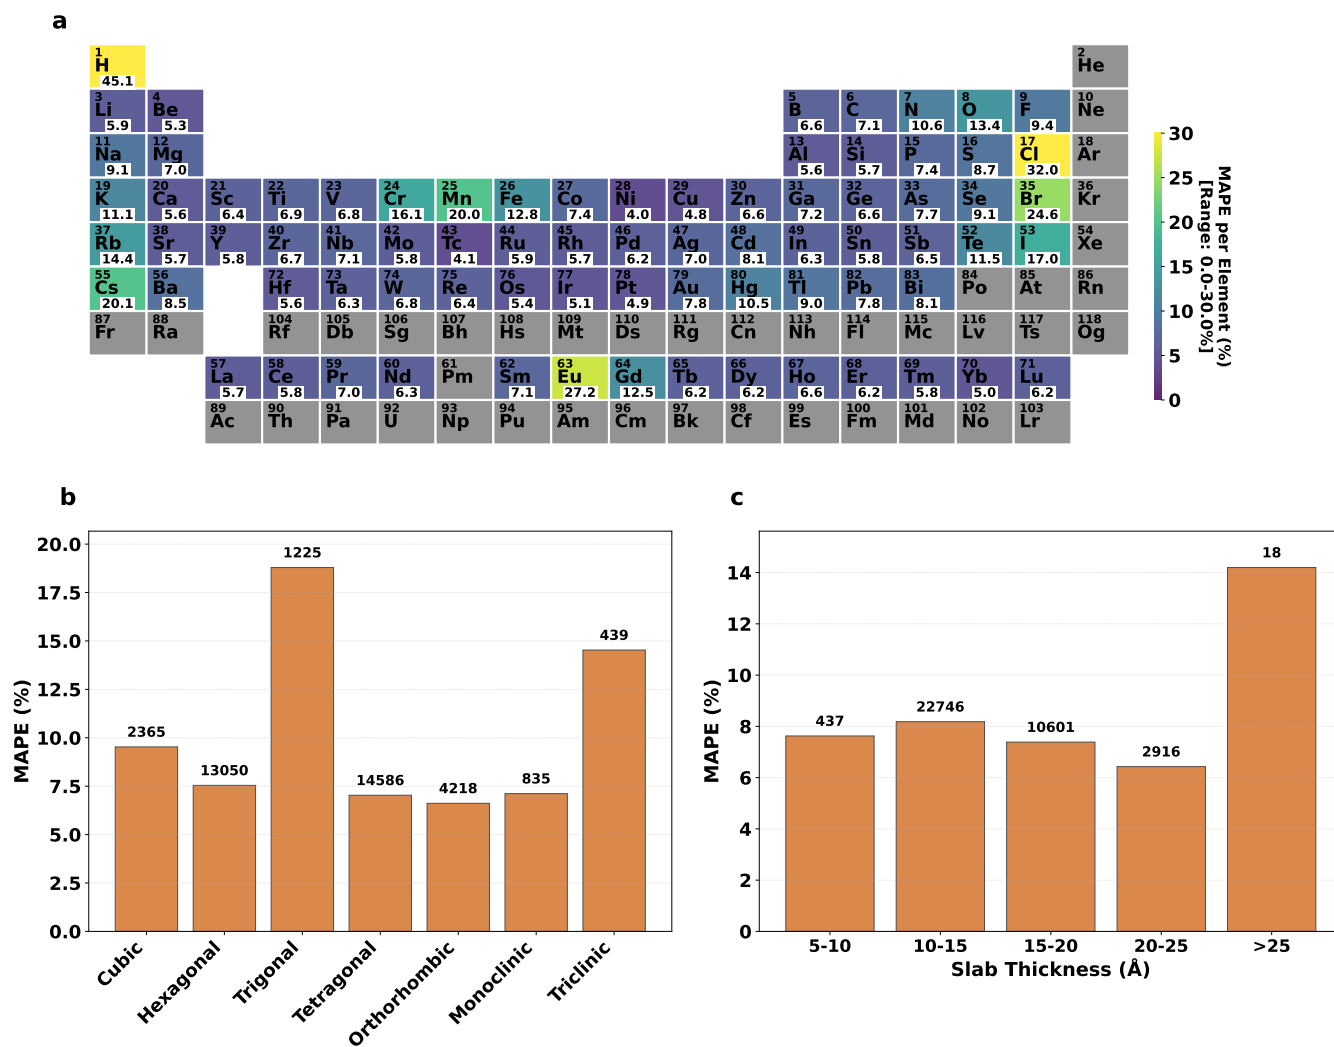 a
1 2
H He
45.1
3 4 5 6 7 8 9 10
Li Be B C N O F Ne
5.9 5.3 6.6 7.1 10.6 13.4 9.4
11 12 13 14 15 16 17 18
Na Mg Al Si P S Cl Ar
9.1 7.0 5.6 5.7 7.4 8.7 32.0
19 20 21 22 23 24 25 26 27 28 29 30 31 32 33 34 35 36
K Ca Sc Ti V Cr Mn Fe Co Ni Cu Zn Ga Ge As Se Br Kr
11.1 5.6 6.4 6.9 6.8 16.1 20.0 12.8 7.4 4.0 4.8 6.6 7.2 6.6 7.7 9.1 24.6
37 38 39 40 41 42 43 44 45 46 47 48 49 50 51 52 53 54
Rb Sr Y Zr Nb Mo Tc Ru Rh Pd Ag Cd In Sn Sb Te I Xe
14.4 5.7 5.8 6.7 7.1 5.8 4.1 5.9 5.7 6.2 7.0 8.1 6.3 5.8 6.5 11.5 17.0
55 56 72 73 74 75 76 77 78 79 80 81 82 83 84 85 86
Cs Ba Hf Ta W Re Os Ir Pt Au Hg Tl Pb Bi Po At Rn
20.1 8.5 5.6 6.3 6.8 6.4 5.4 5.1 4.9 7.8 10.5 9.0 7.8 8.1
87 88 104 105 106 107 108 109 110 111 112 113 114 115 116 117 118
Fr Ra Rf Db Sg Bh Hs Mt Ds Rg Cn Nh Fl Mc Lv Ts Og
57 58 59 60 61 62 63 64 65 66 67 68 69 70 71
La Ce Pr Nd Pm Sm Eu Gd Tb Dy Ho Er Tm Yb Lu
5.7 5.8 7.0 6.3 7.1 27.2 12.5 6.2 6.2 6.6 6.2 5.8 5.0 6.2
89 90 91 92 93 94 95 96 97 98 99 100 101 102 103
Ac Th Pa U Np Pu Am Cm Bk Cf Es Fm Md No Lr
30
25
20
15
10
5
0
MAPE per Element (%)
[Range: 0.0-30.0%]
b
MAPE (%)
20.0
17.5
15.0
12.5
10.0
7.5
5.0
2.5
0.0
2365
13050
1225
14586
4218
835
439
Cubic
Hexagonal
Trigonal
Tetragonal
Orthorhombic
Monoclinic
Triclinic
c
MAPE (%)
14
12
10
8
6
4
2
0
437
22746
10601
2916
18
5-10 10-15 15-20 20-25 >25
Slab Thickness (Å)